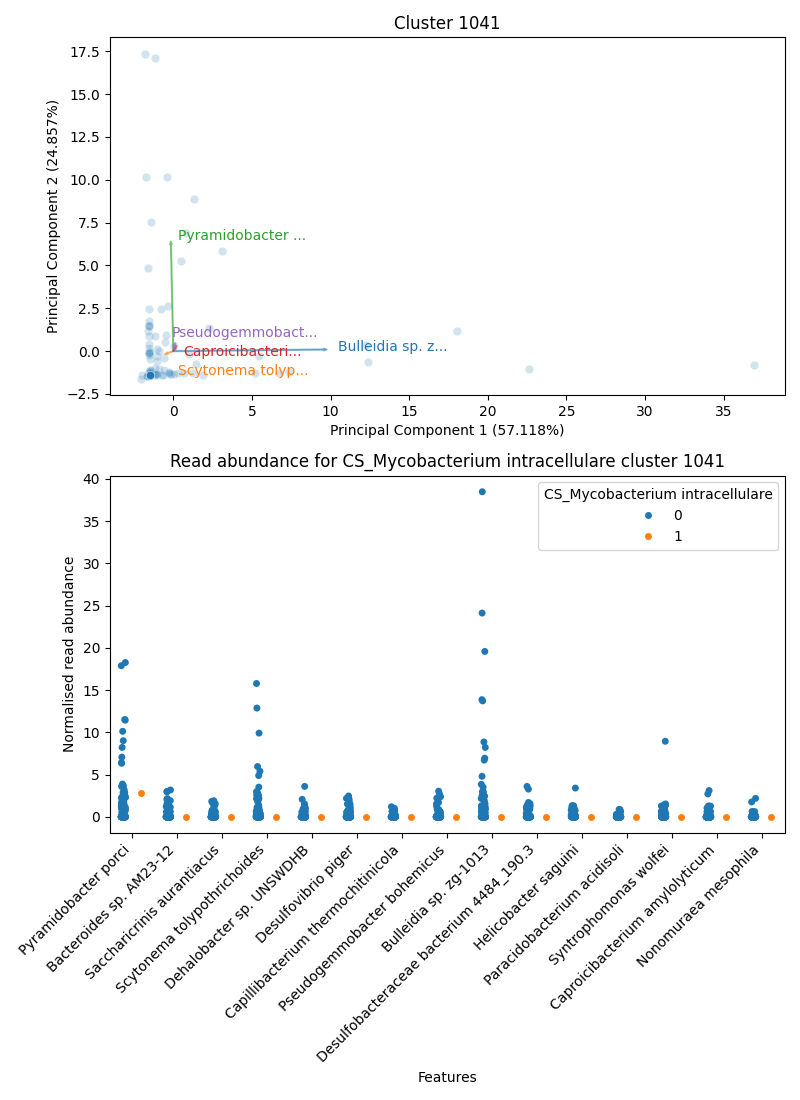 Cluster 1041
17.5
15.0
12.5
10.0
7.5
5.0
2.5
0.0
−2.5
Principal Component 2 (24.857%)
Pyramidobacter ...
Pseudogemmobact...
Bulleidia sp. z...
Caproicibacteri...
Scytonema tolyp...
0 5 10 15 20 25 30 35
Principal Component 1 (57.118%)
Read abundance for CS_Mycobacterium intracellulare cluster 1041
40
35
30
25
20
15
10
5
0
Normalised read abundance
CS_Mycobacterium intracellulare
0
1
Pyramidobacter porci
Bacteroides sp. AM23-12
Saccharicrinis aurantiacus
Scytonema tolypothrichoides
Dehalobacter sp. UNSWDHB
Desulfovibrio piger
Capillibacterium thermochitinicola
Pseudogemmobacter bohemicus
Bulleidia sp. zg-1013
Desulfobacteraceae bacterium 4484_190.3
Helicobacter saguini
Paracidobacterium acidisoli
Syntrophomonas wolfei
Caproicibacterium amylolyticum
Nonomuraea mesophila
Features